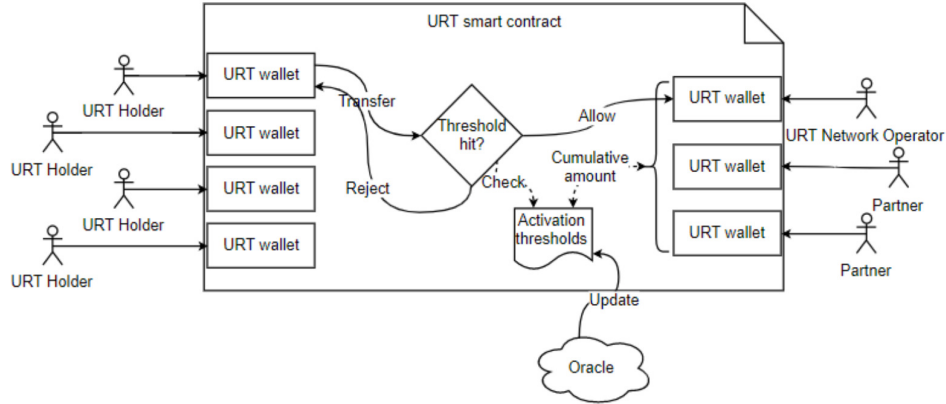 URT smart contract
URT wallet
URT Holder
Transfer
Threshold
hit?
Allow
URT wallet
URT Network Operator
URT Holder
URT wallet
Cumulative
amount
URT wallet
Partner
Check
Reject
URT Holder
URT wallet
Activation
thresholds
URT wallet
Partner
URT Holder
URT wallet
Update
Oracle